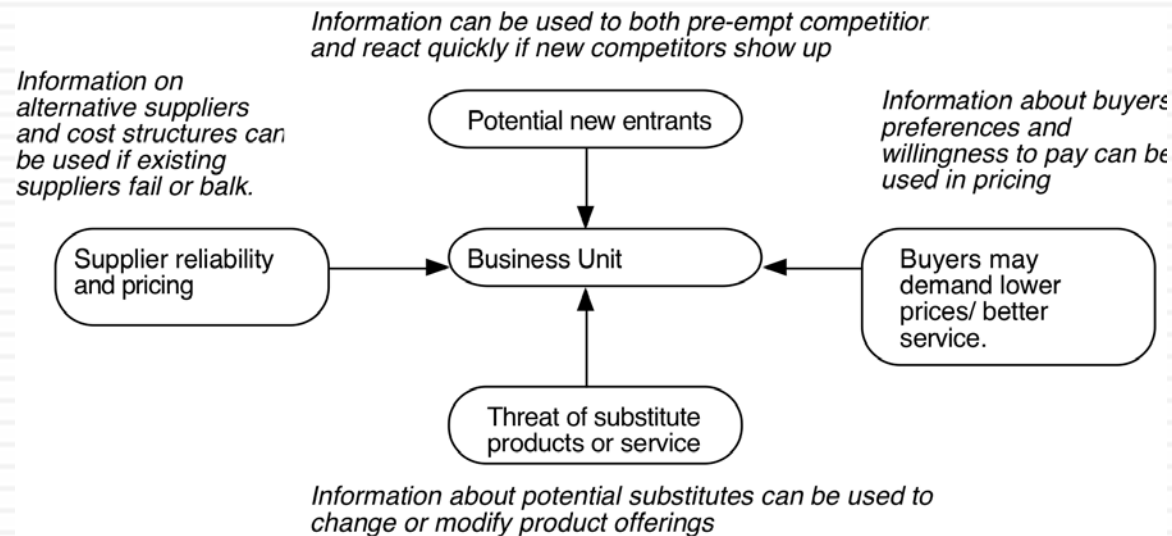 Information can be used to both pre-empt competition
and react quickly if new competitors show up
Information on
alternative suppliers
and cost structures can
be used if existing
suppliers fail or balk.
Potential new entrants
Information about buyers
preferences and
willingness to pay can be
used in pricing
Supplier reliability
and pricing
Business Unit
Buyers may
demand lower
prices/ better
service.
Threat of substitute
products or service
Information about potential substitutes can be used to
change or modify product offerings